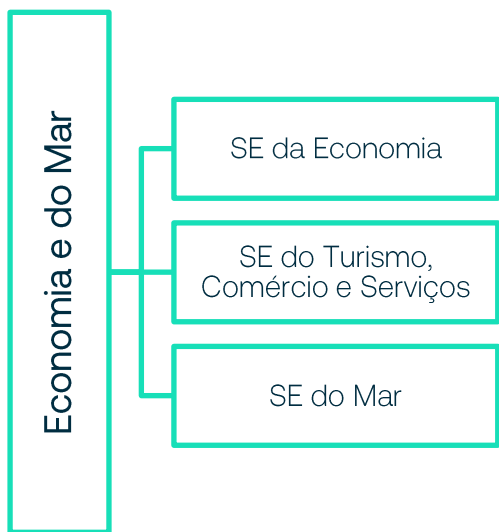 Economia e do Mar
SE da Economia
SE do Turismo,
Comércio e Serviços
SE do Mar